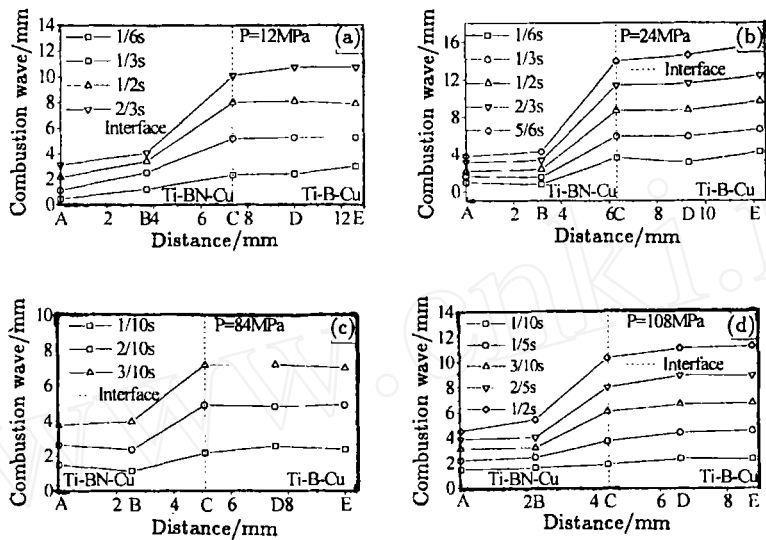 (a)
P=12MPa
1/6s
1/3s
1/2s
2/3s
Interface
Combustion wave/mm
14
12
10
8
6
4
2
0
Ti-BN-Cu
Ti-B-Cu
A 2 B4 6 C 8 D 12 E
Distance/mm
(b)
P=24MPa
1/6s
1/3s
1/2s
2/3s
5/6s
Interface
Combustion wave/mm
16
12
8
4
0
Ti-BN-Cu
Ti-B-Cu
A 2 B 4 6C 8 D 10 E
Distance/mm
(c)
P=84MPa
1/10s
2/10s
3/10s
Interface
Combustion wave/mm
10
8
6
4
2
0
Ti-BN-Cu
Ti-B-Cu
A 2 B 4 C 6 D8 E
Distance/mm
(d)
P=108MPa
1/10s
1/5s
3/10s
2/5s
1/2s
Interface
Combustion wave/mm
14
12
10
8
6
4
2
0
Ti-BN-Cu
Ti-B-Cu
A 2B 4 C 6 D 8 E
Distance/mm